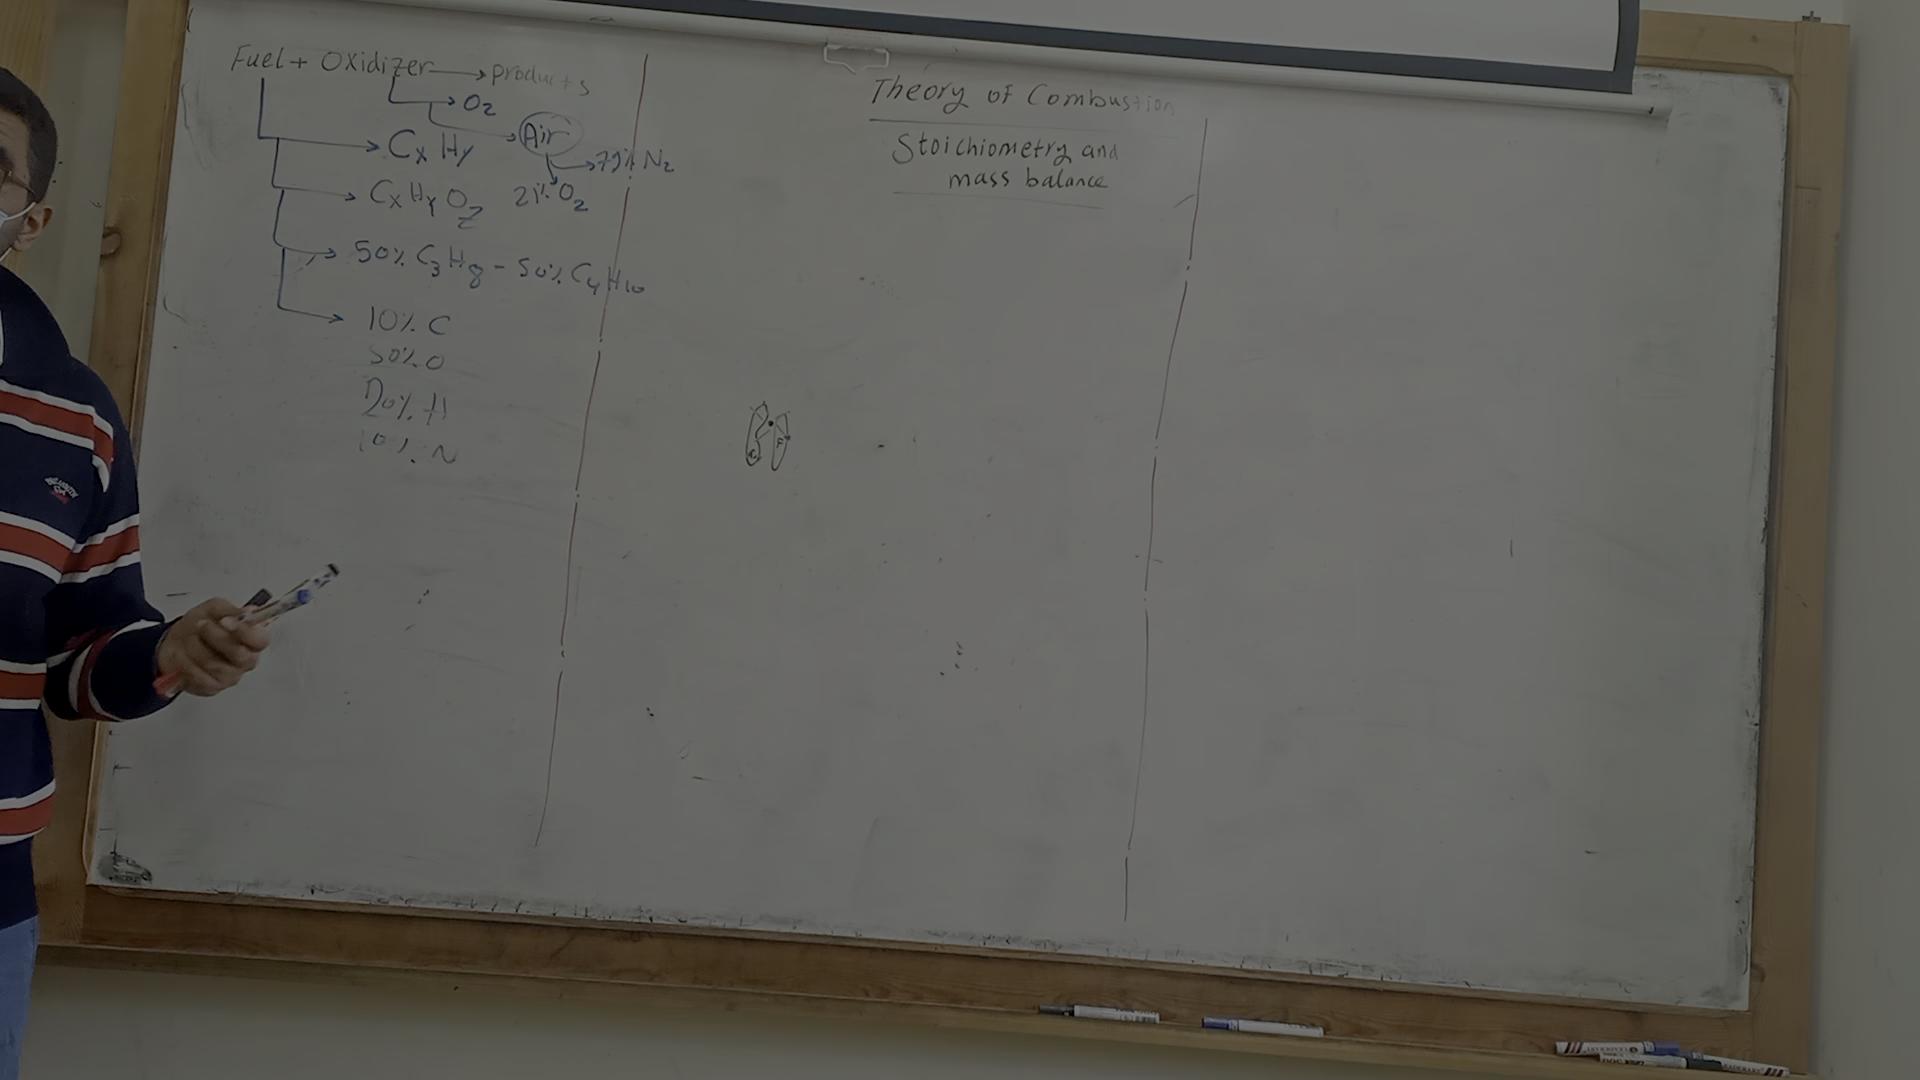 Fuel + Oxidizer → products
→ O2
→ Air
→ CxHy
→ 79% N2
→ CxHyOz
21% O2
→ 50% C3H8 - 50% C4H10
→ 10% C
50% O
20% H
10% N
Theory of Combustion
Stoichiometry and
mass balance